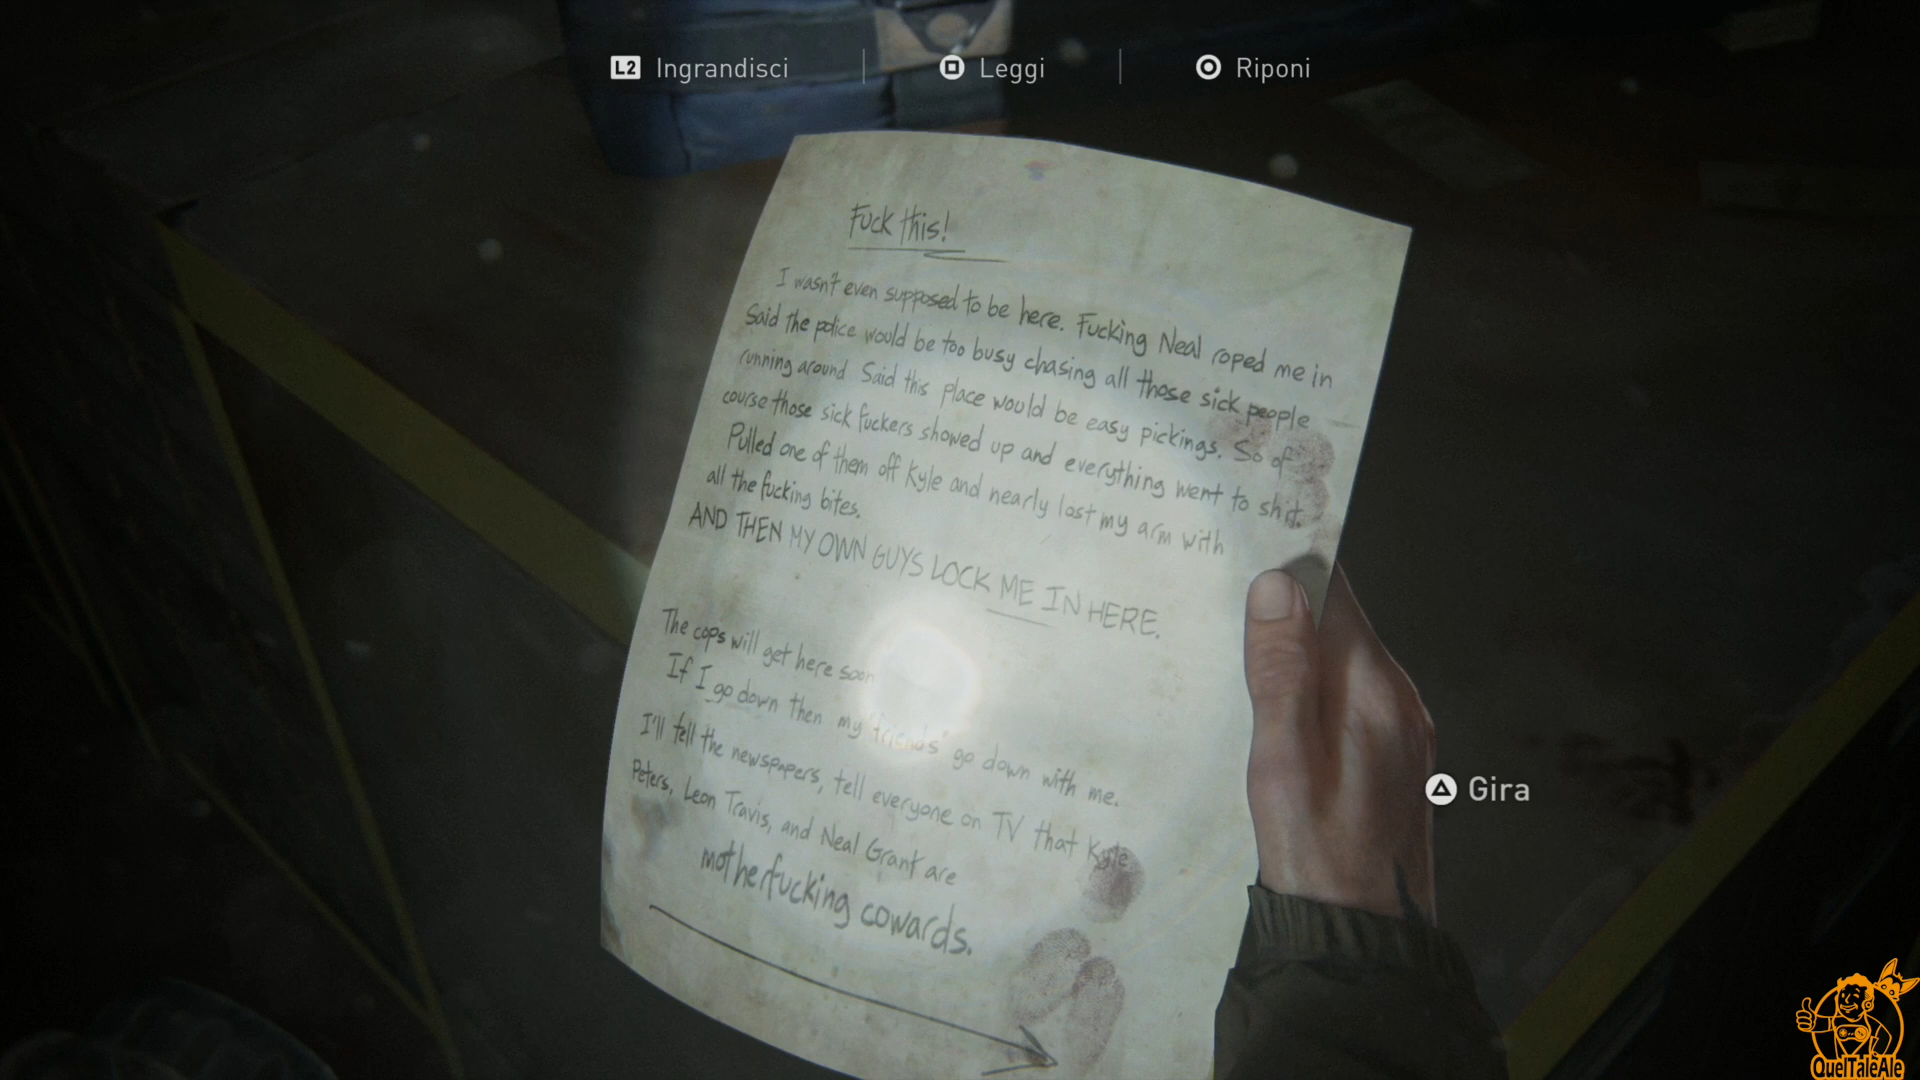 L2 Ingrandisci
Leggi
Riponi
Fuck this!
I wasn't even supposed to be here. Fucking Neal roped me in
Said the police would be too busy chasing all those sick people
running around. Said this place would be easy pickings. So of
course those sick fuckers showed up and everything went to shit.
Pulled one of them off Kyle and nearly lost my arm with
all the fucking bites.
AND THEN MY OWN GUYS LOCK ME IN HERE.
The cops will get here soon
If I go down then my "friends" go down with me.
I'll tell the newspapers, tell everyone on TV that Kyle
Peters, Leon Travis, and Neal Grant are
motherfucking cowards.
Gira
QuelTaleAle